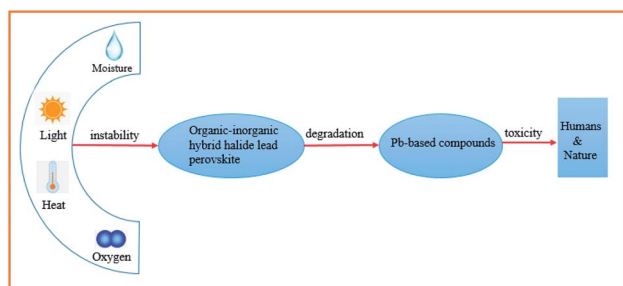 Moisture
Light
Heat
Oxygen
instability
Organic-inorganic
hybrid halide lead
perovskite
degradation
Pb-based compounds
toxicity
Humans
&
Nature